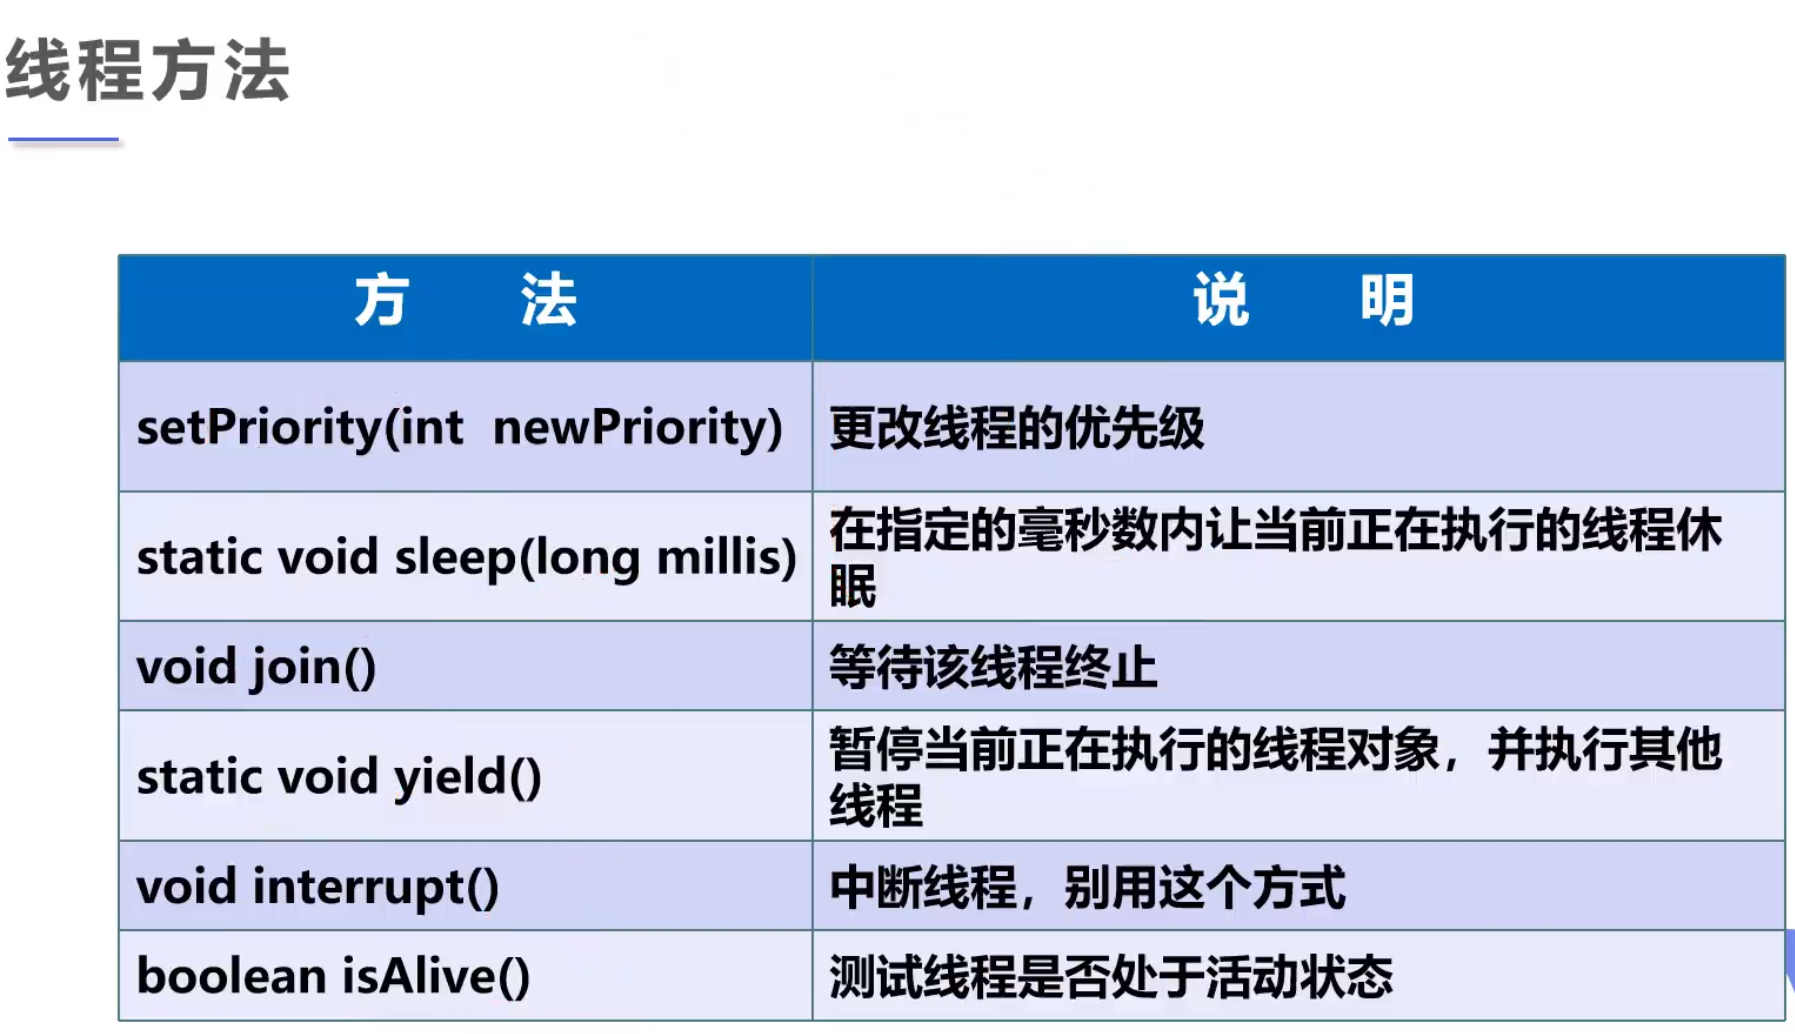 线程方法
方 法
说 明
setPriority(int newPriority)
更改线程的优先级
static void sleep(long millis)
在指定的毫秒数内让当前正在执行的线程休
眠
void join()
等待该线程终止
static void yield()
暂停当前正在执行的线程对象，并执行其他
线程
void interrupt()
中断线程，别用这个方式
boolean isAlive()
测试线程是否处于活动状态